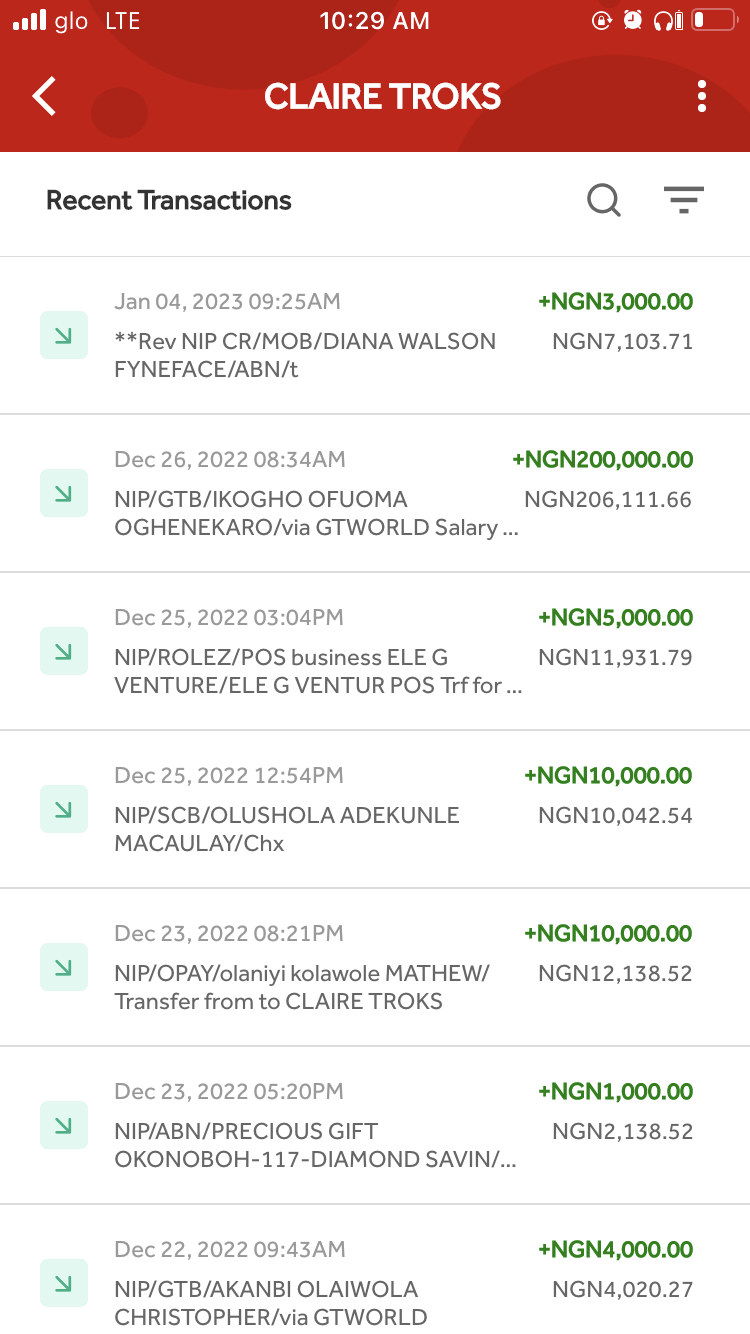 glo LTE 10:29 AM
CLAIRE TROKS
Recent Transactions
Jan 04, 2023 09:25AM +NGN3,000.00
**Rev NIP CR/MOB/DIANA WALSON NGN7,103.71
FYNEFACE/ABN/t
Dec 26, 2022 08:34AM +NGN200,000.00
NIP/GTB/IKOGHO OFUOMA NGN206,111.66
OGHENEKARO/via GTWORLD Salary ...
Dec 25, 2022 03:04PM +NGN5,000.00
NIP/ROLEZ/POS business ELE G NGN11,931.79
VENTURE/ELE G VENTUR POS Trf for ...
Dec 25, 2022 12:54PM +NGN10,000.00
NIP/SCB/OLUSHOLA ADEKUNLE NGN10,042.54
MACAULAY/Chx
Dec 23, 2022 08:21PM +NGN10,000.00
NIP/OPAY/olaniyi kolawole MATHEW/ NGN12,138.52
Transfer from to CLAIRE TROKS
Dec 23, 2022 05:20PM +NGN1,000.00
NIP/ABN/PRECIOUS GIFT NGN2,138.52
OKONOBOH-117-DIAMOND SAVIN/...
Dec 22, 2022 09:43AM +NGN4,000.00
NIP/GTB/AKANBI OLAIWOLA NGN4,020.27
CHRISTOPHER/via GTWORLD